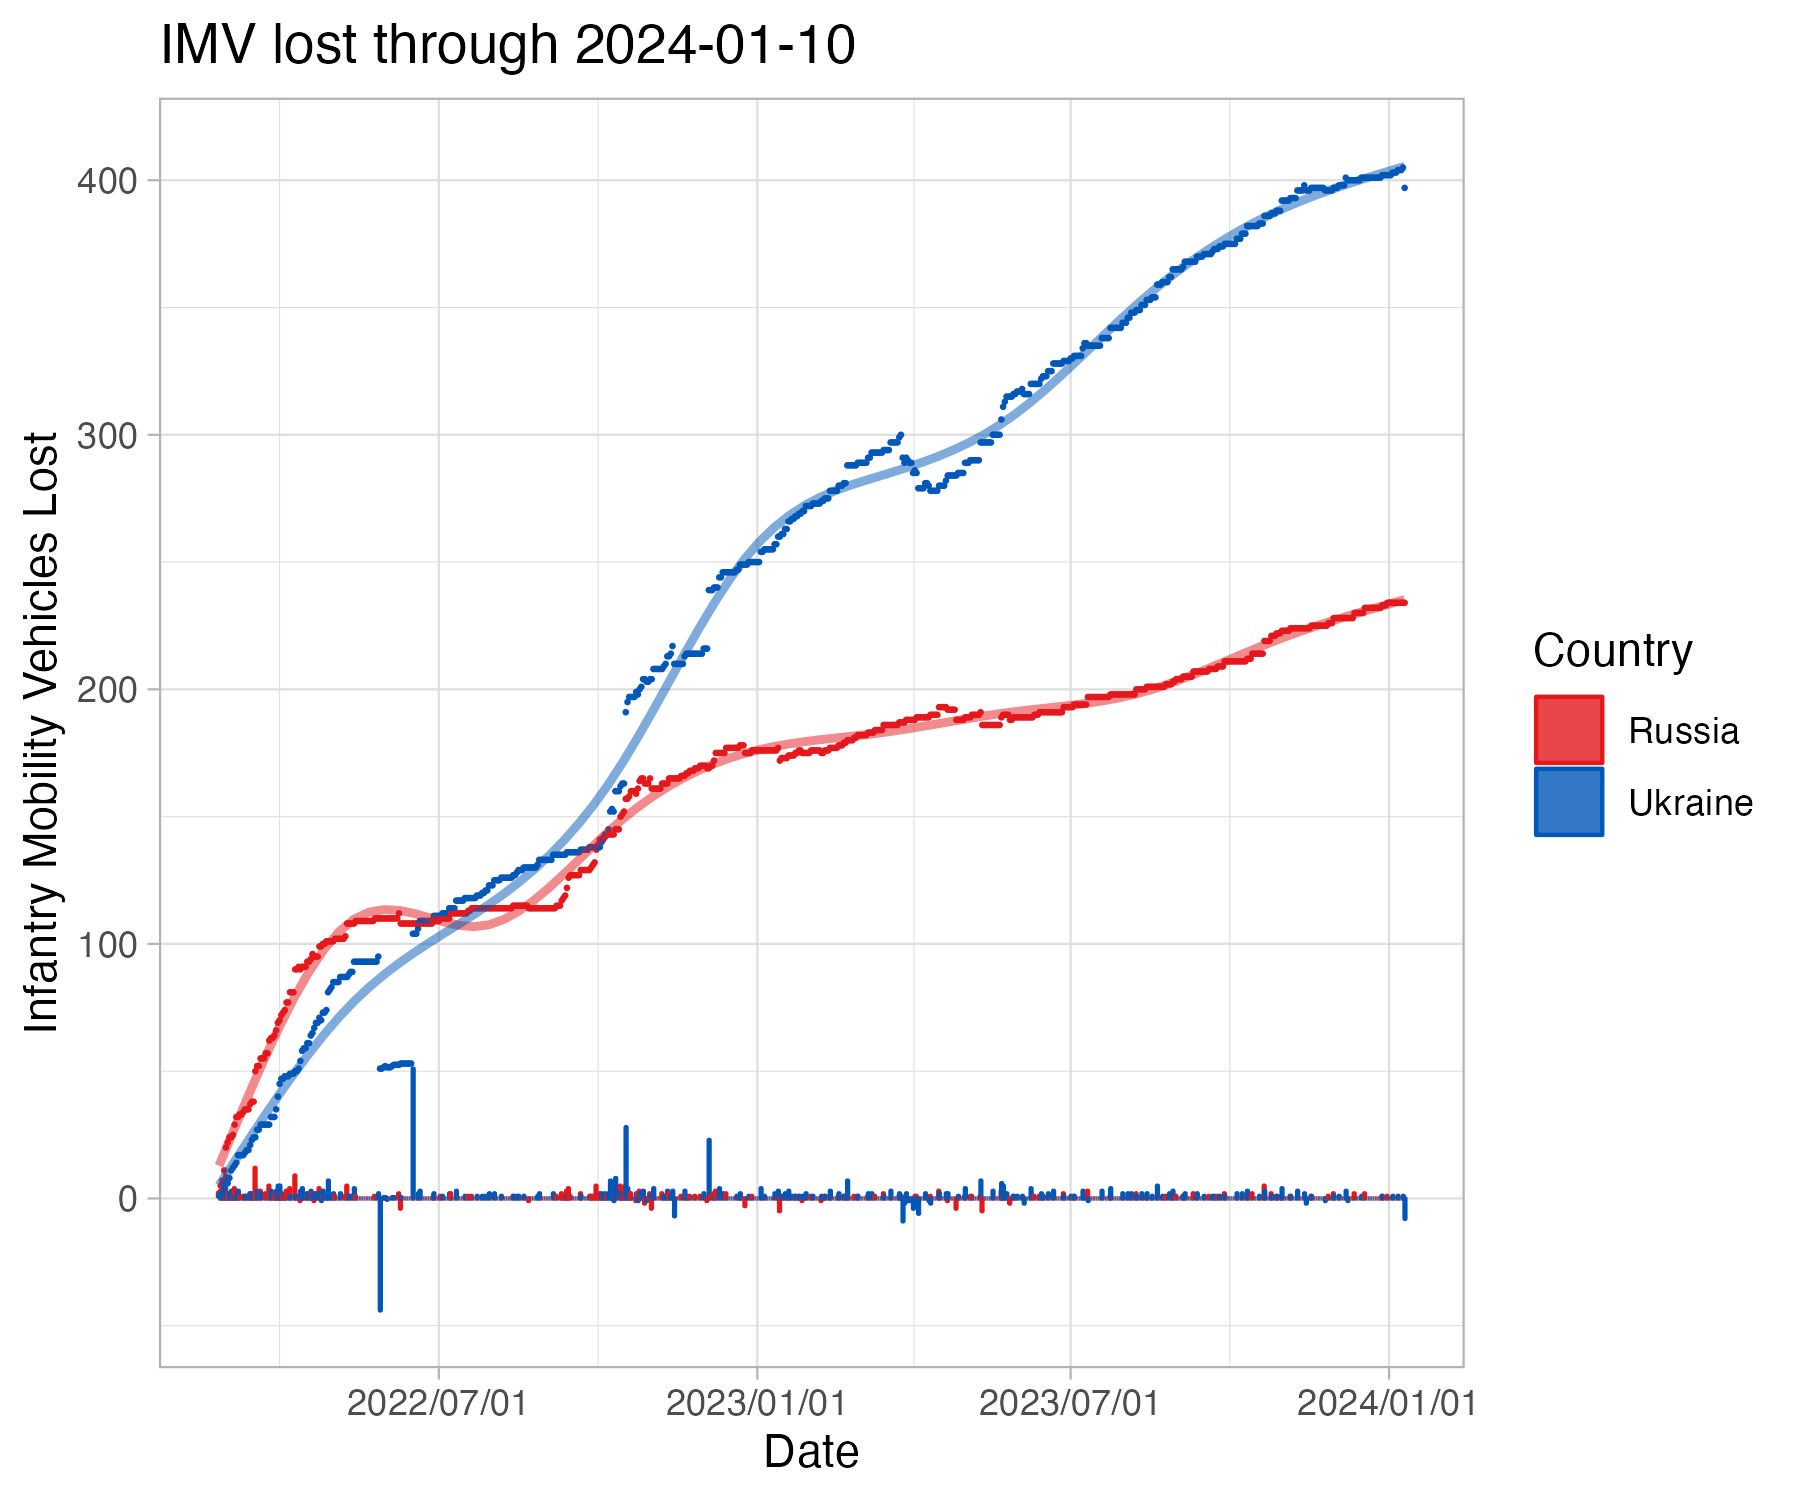 IMV lost through 2024-01-10
Infantry Mobility Vehicles Lost
400
300
200
100
0
2022/07/01
2023/01/01
2023/07/01
2024/01/01
Date
Country
Russia
Ukraine